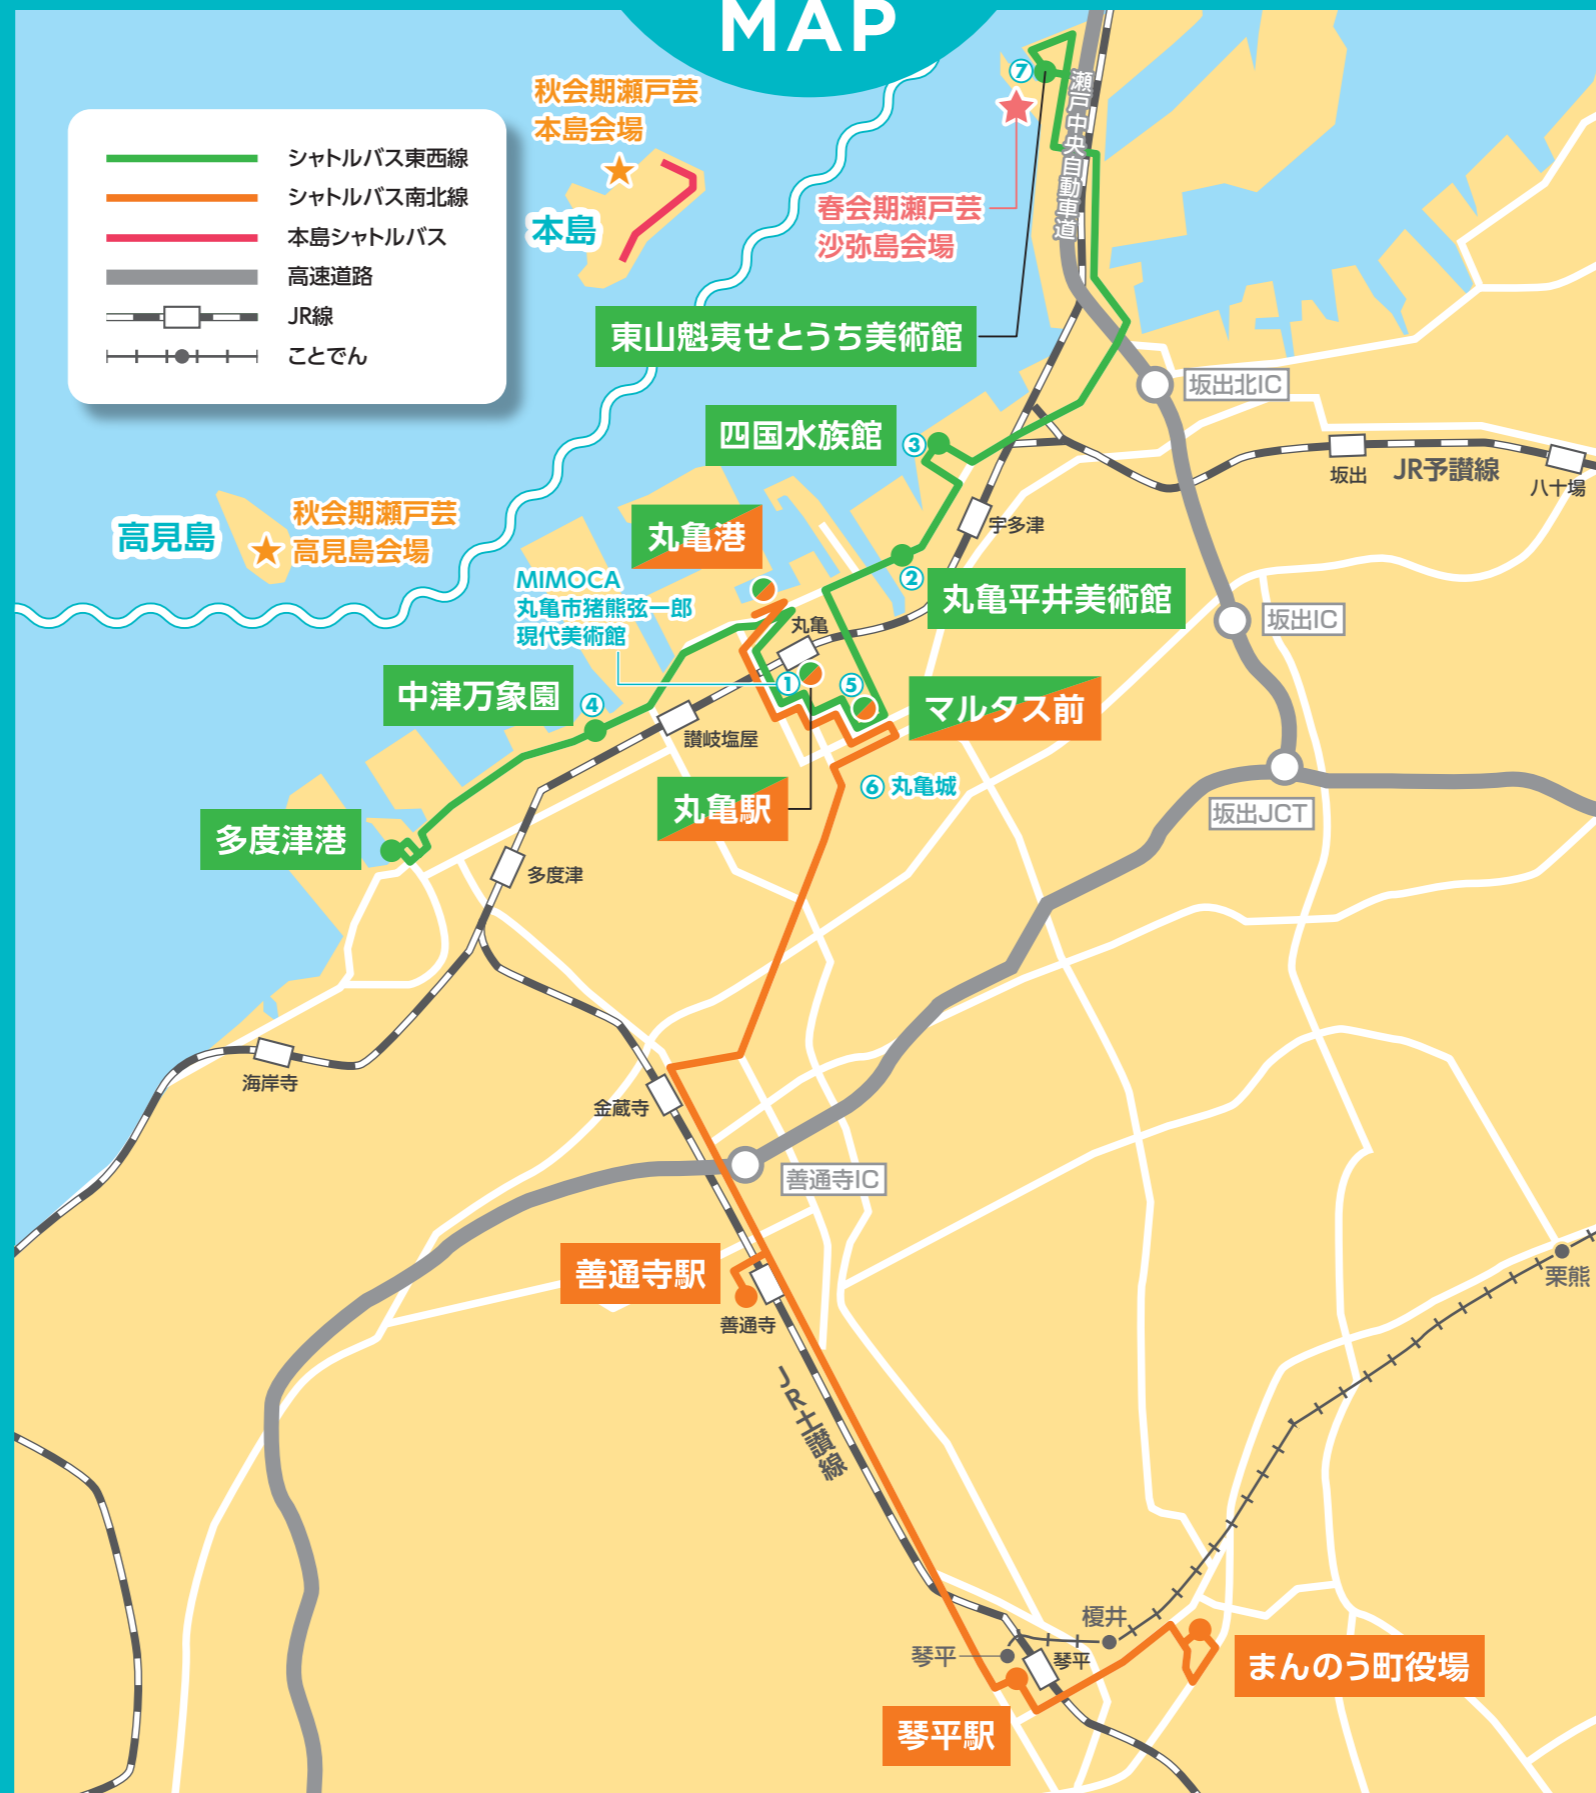 MAP
シャトルバス東西線
シャトルバス南北線
本島シャトルバス
高速道路
JR線
ことでん
秋会期瀬戸芸
本島会場
本島
⑦
瀬戸中央自動車道
春会期瀬戸芸
沙弥島会場
東山魁夷せとうち美術館
坂出北IC
四国水族館
③
坂出
JR予讃線
八十場
高見島
秋会期瀬戸芸
高見島会場
丸亀港
宇多津
MIMOCA
丸亀市猪熊弦一郎
現代美術館
②
丸亀平井美術館
丸亀
坂出IC
中津万象園
④
①
⑤
マルタス前
讃岐塩屋
⑥ 丸亀城
丸亀駅
坂出JCT
多度津港
多度津
海岸寺
金蔵寺
善通寺IC
善通寺駅
善通寺
栗熊
JR土讃線
榎井
琴平
琴平
まんのう町役場
琴平駅